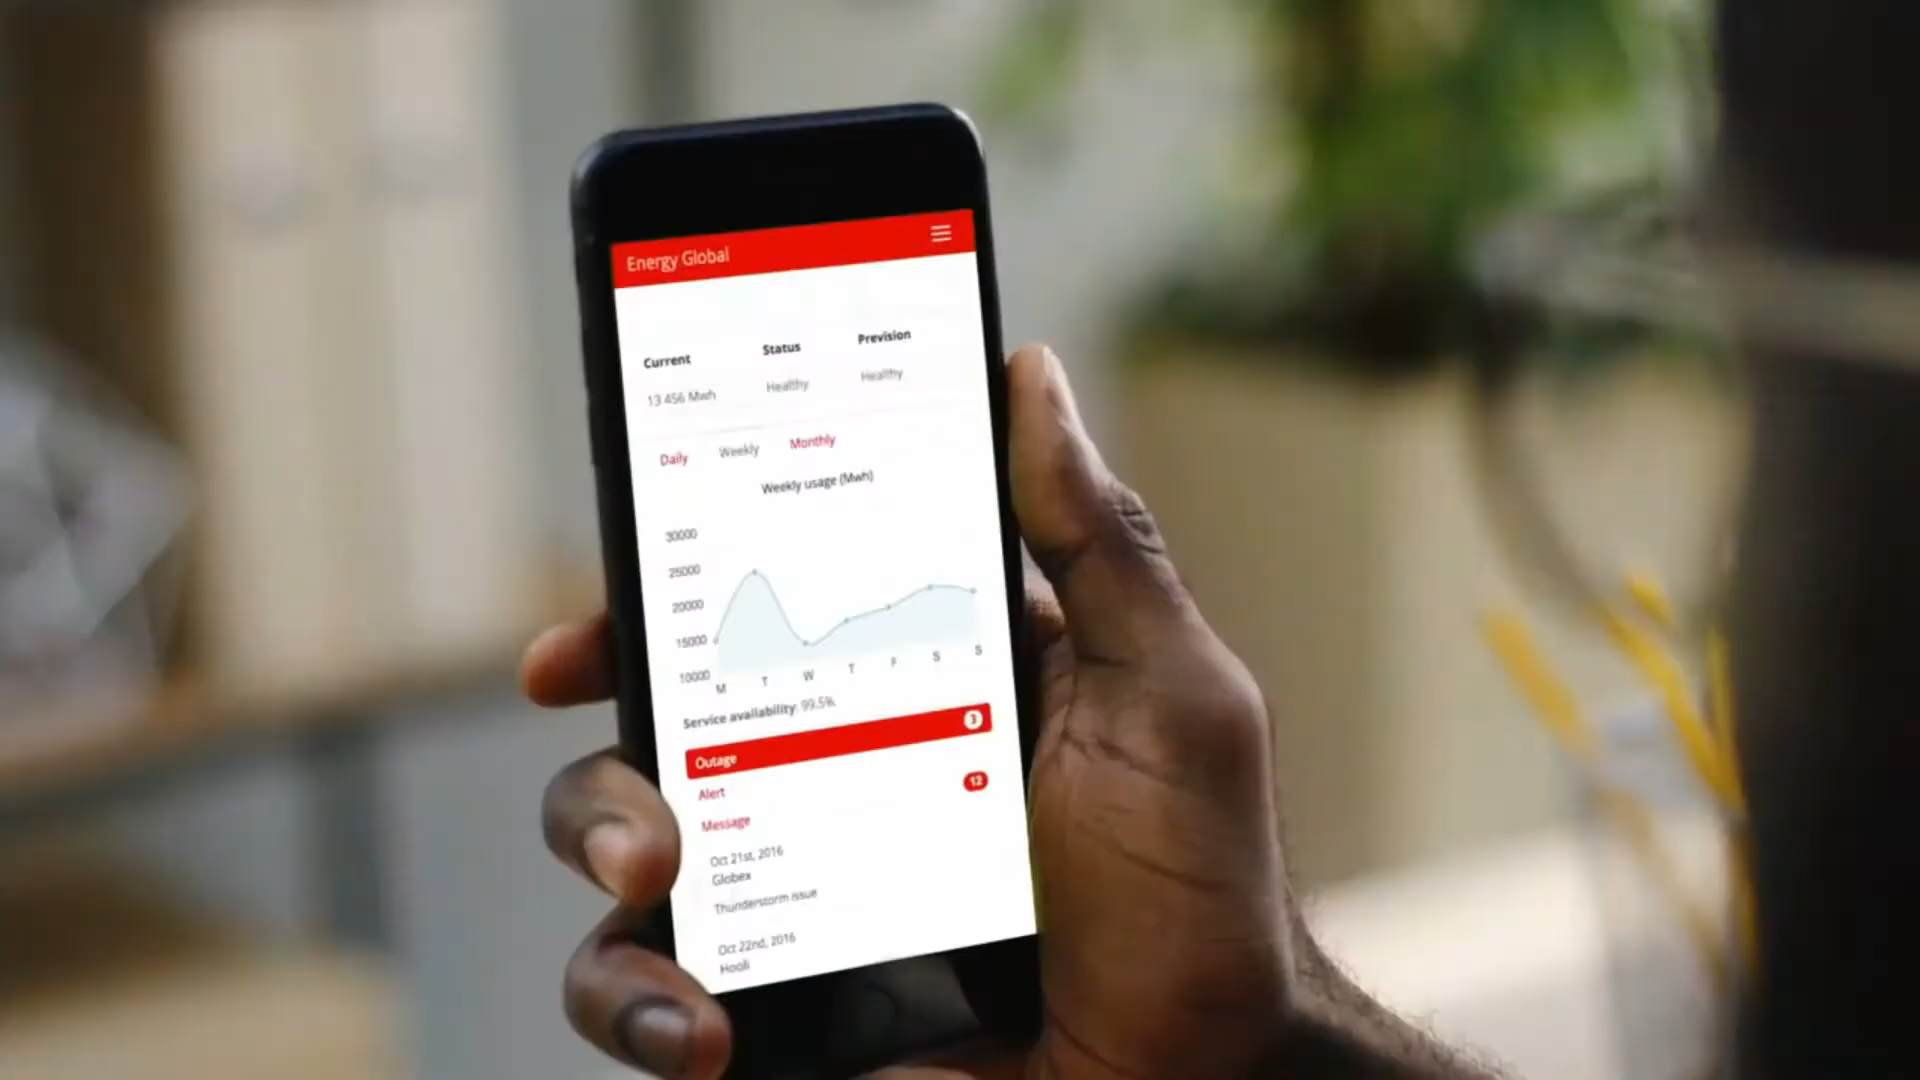 Energy Global
Current Status Prevision
13 456 Mwh Healthy Healthy
Daily Weekly Monthly
Weekly usage (Mwh)
30000
25000
20000
15000
10000
M T W T F S S
Service availability: 99.5%
Outage 3
Alert 12
Message
Oct 21st, 2016
Globex
Thunderstorm issue
Oct 22nd, 2016
Hooli